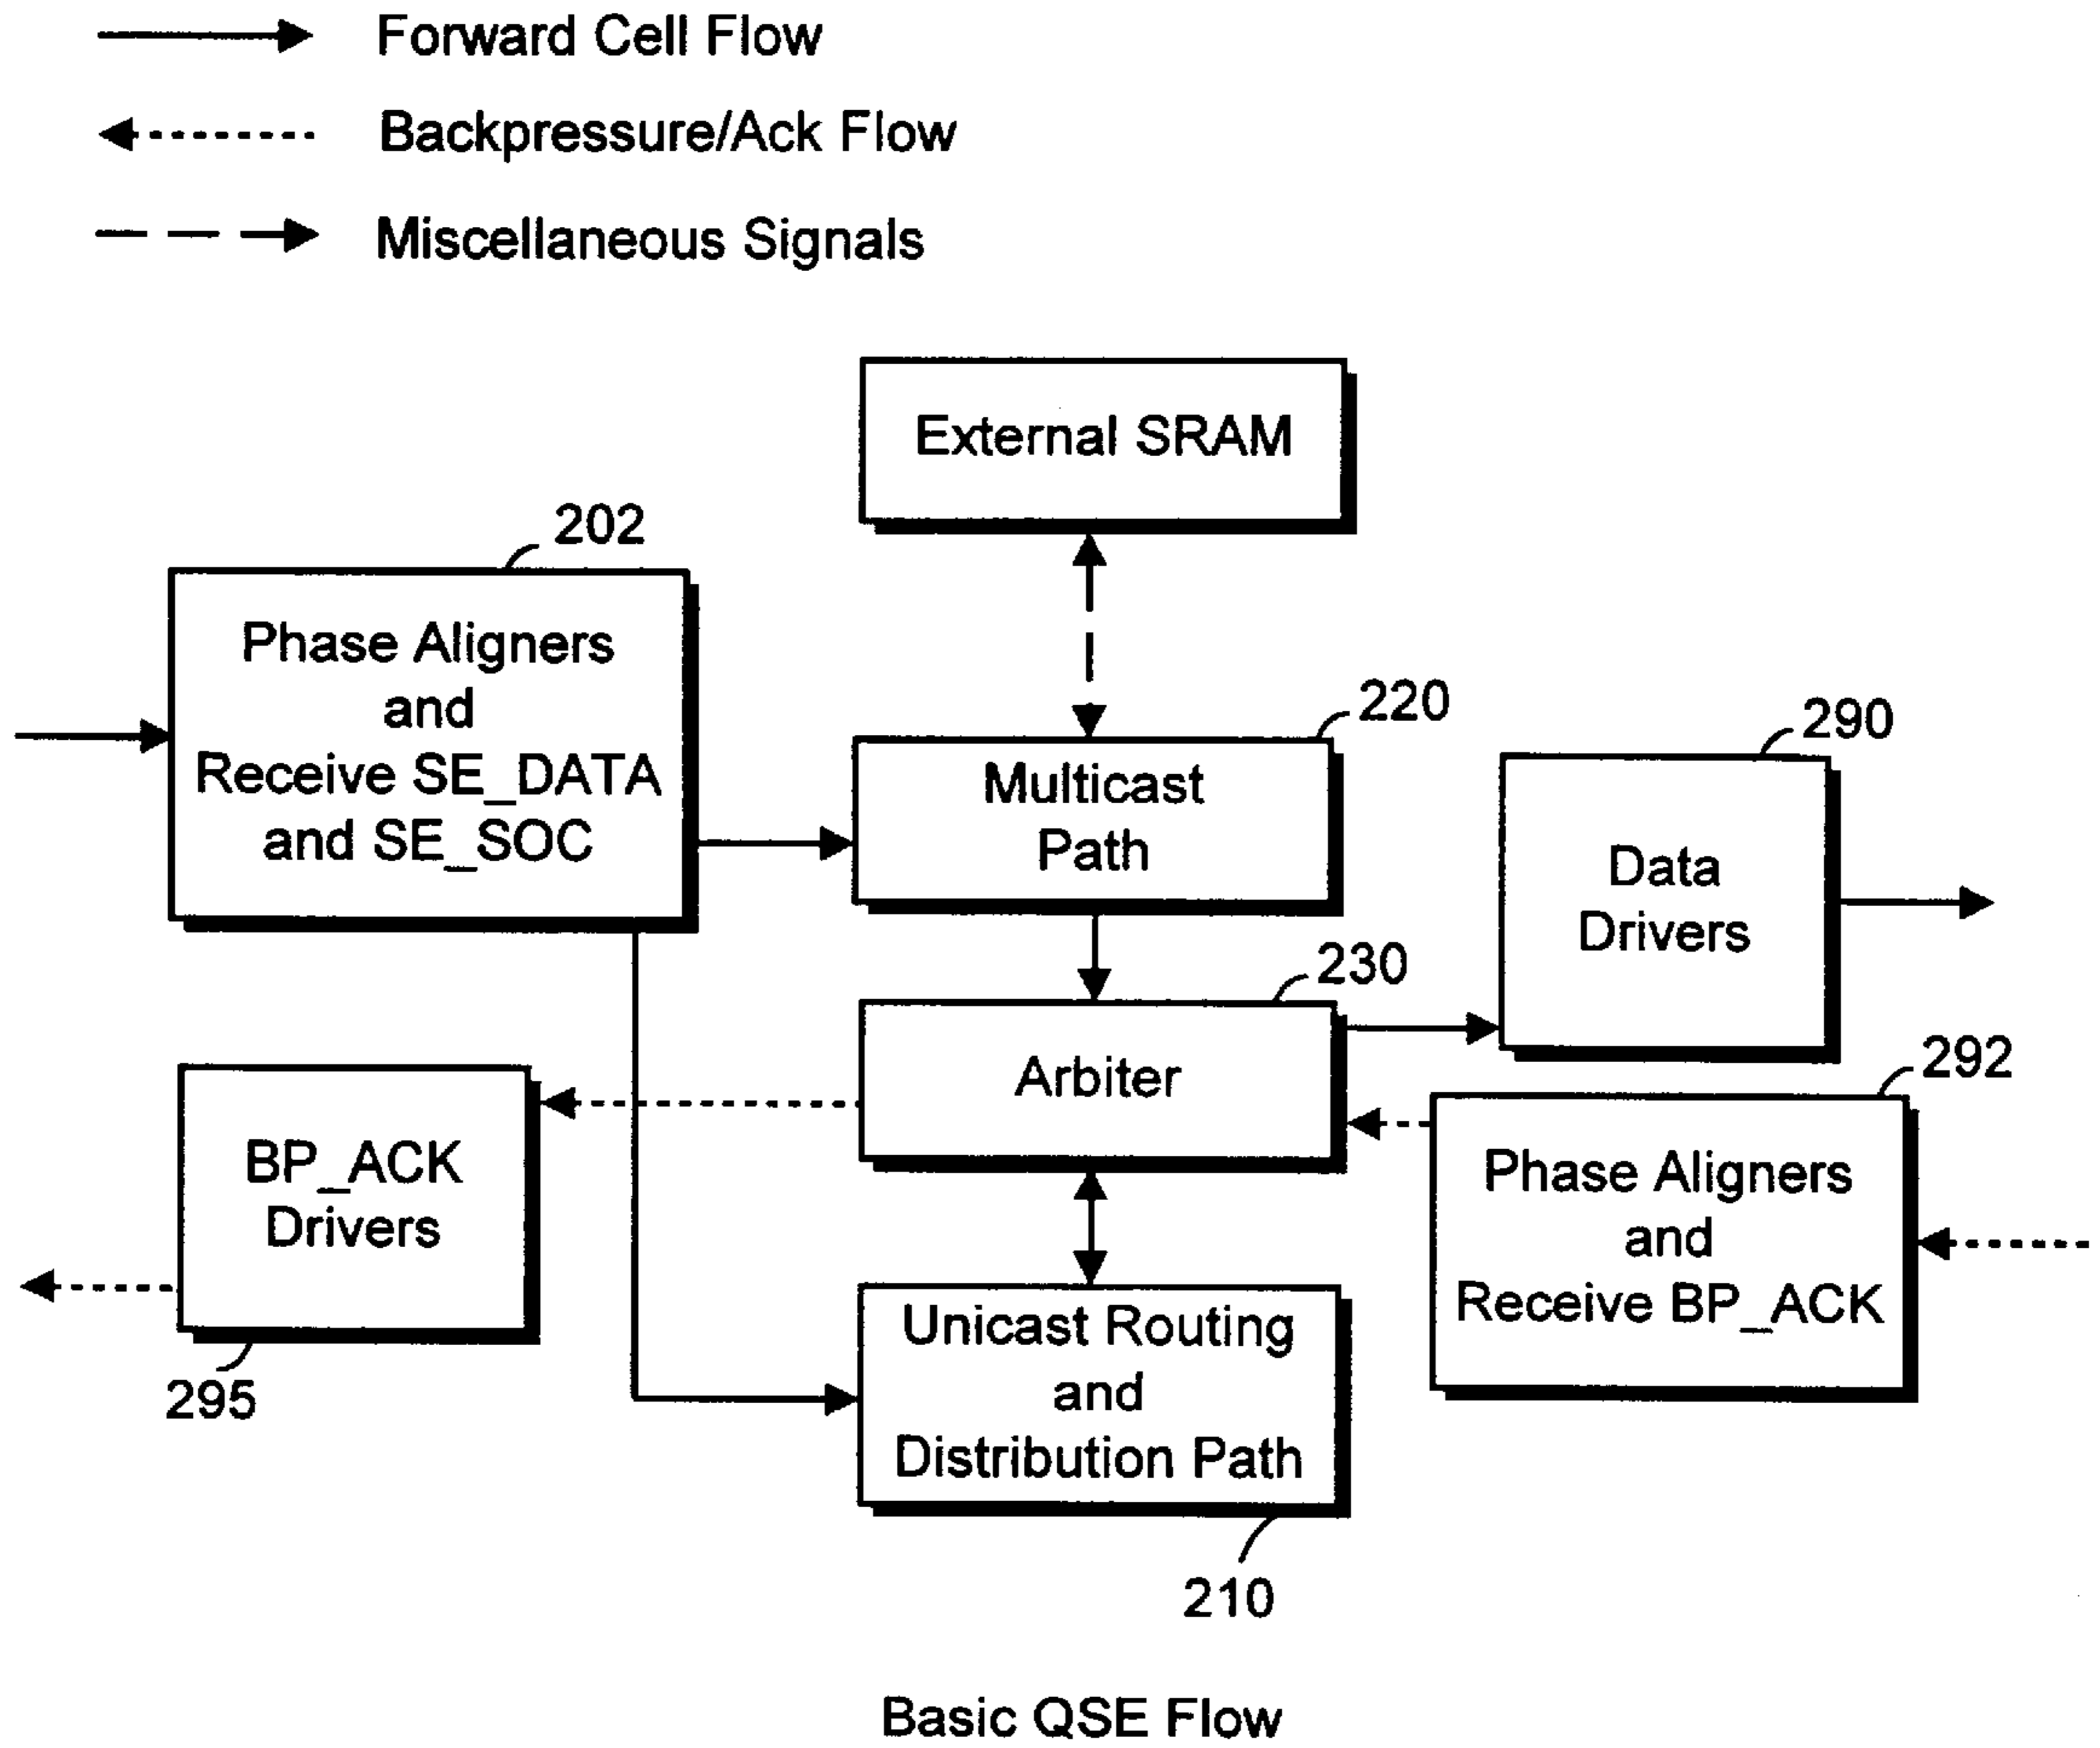 Forward Cell Flow
Backpressure/Ack Flow
Miscellaneous Signals
External SRAM
202
Phase Aligners
and
Receive SE_DATA
and SE_SOC
220
Multicast
Path
290
Data
Drivers
230
Arbiter
292
Phase Aligners
and
Receive BP_ACK
BP_ACK
Drivers
295
Unicast Routing
and
Distribution Path
210
Basic QSE Flow